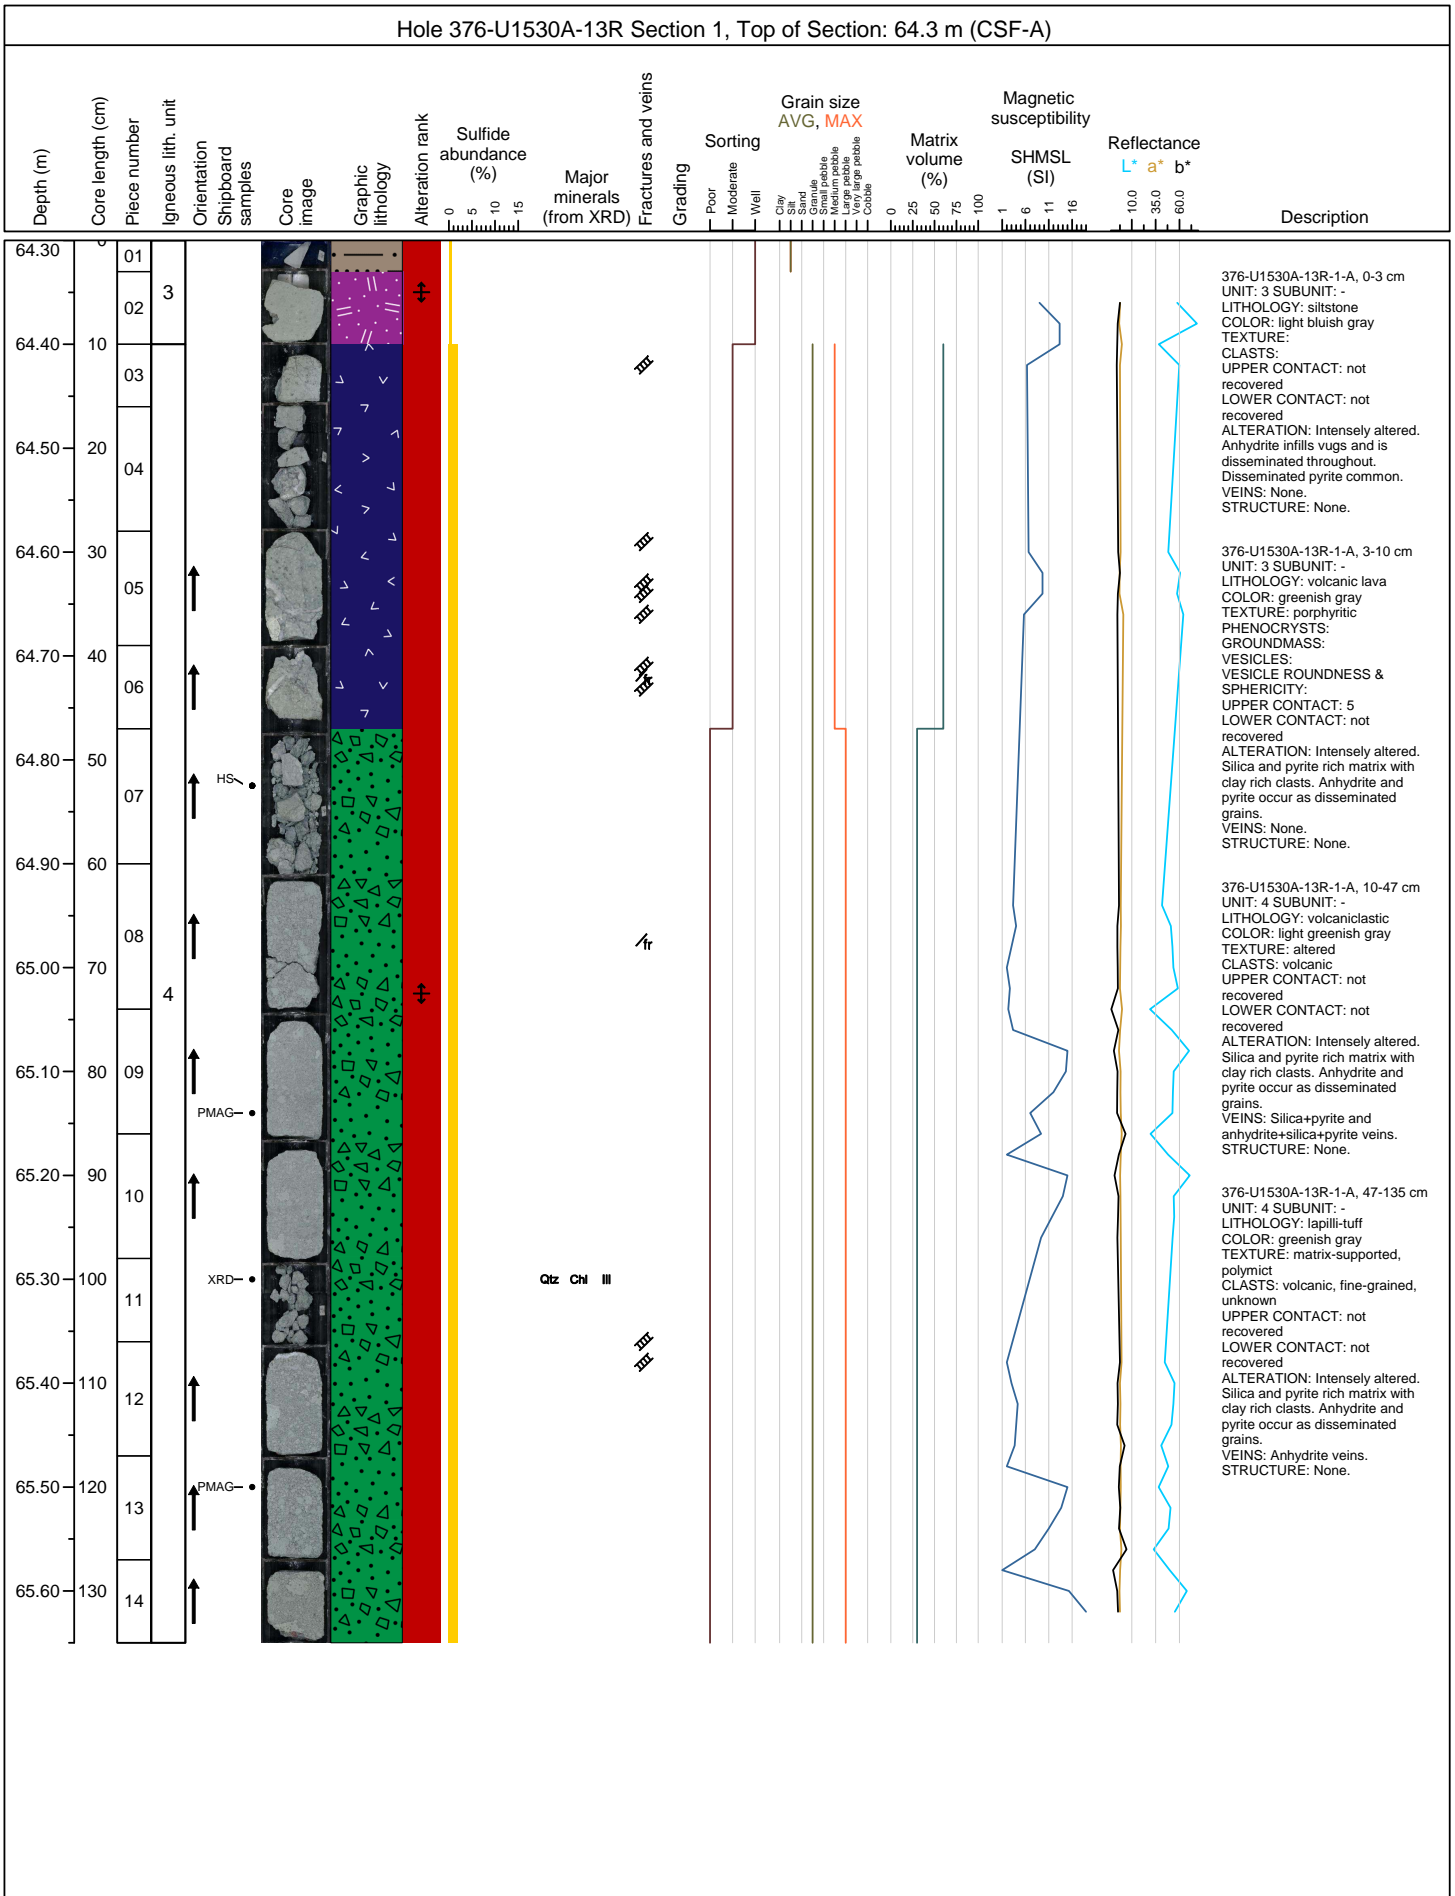 Hole 376-U1530A-13R Section 1, Top of Section: 64.3 m (CSF-A)
Depth (m)
Core length (cm)
Piece number
Igneous lith. unit
Orientation
Shipboard
samples
Core
image
Graphic
lithology
Alteration rank
Sulfide
abundance
(%)
0 5 10 15
Major
minerals
(from XRD)
Fractures and veins
Grading
Sorting
Poor
Moderate
Well
Grain size
AVG, MAX
Clay
Silt
Sand
Granule
Small pebble
Medium pebble
Large pebble
Very large pebble
Cobble
Matrix
volume
(%)
0 25 50 75 100
Magnetic
susceptibility
SHMSL
(SI)
1 6 11 16
Reflectance
L* a* b*
10.0 35.0 60.0
Description
64.30 0 01
3
02
64.40 10
03
64.50 20
04
64.60 30
05
64.70 40
06
fr
64.80 50
HS
07
64.90 60
08
fr
65.00 70
4
09
65.10 80
PMAG
65.20 90
10
65.30 100
XRD
Qtz Chl Ill
11
65.40 110
12
65.50 120
PMAG
13
65.60 130
14
376-U1530A-13R-1-A, 0-3 cm
UNIT: 3 SUBUNIT: -
LITHOLOGY: siltstone
COLOR: light bluish gray
TEXTURE:
CLASTS:
UPPER CONTACT: not
recovered
LOWER CONTACT: not
recovered
ALTERATION: Intensely altered.
Anhydrite infills vugs and is
disseminated throughout.
Disseminated pyrite common.
VEINS: None.
STRUCTURE: None.
376-U1530A-13R-1-A, 3-10 cm
UNIT: 3 SUBUNIT: -
LITHOLOGY: volcanic lava
COLOR: greenish gray
TEXTURE: porphyritic
PHENOCRYSTS:
GROUNDMASS:
VESICLES:
VESICLE ROUNDNESS &
SPHERICITY:
UPPER CONTACT: 5
LOWER CONTACT: not
recovered
ALTERATION: Intensely altered.
Silica and pyrite rich matrix with
clay rich clasts. Anhydrite and
pyrite occur as disseminated
grains.
VEINS: None.
STRUCTURE: None.
376-U1530A-13R-1-A, 10-47 cm
UNIT: 4 SUBUNIT: -
LITHOLOGY: volcaniclastic
COLOR: light greenish gray
TEXTURE: altered
CLASTS: volcanic
UPPER CONTACT: not
recovered
LOWER CONTACT: not
recovered
ALTERATION: Intensely altered.
Silica and pyrite rich matrix with
clay rich clasts. Anhydrite and
pyrite occur as disseminated
grains.
VEINS: Silica+pyrite and
anhydrite+silica+pyrite veins.
STRUCTURE: None.
376-U1530A-13R-1-A, 47-135 cm
UNIT: 4 SUBUNIT: -
LITHOLOGY: lapilli-tuff
COLOR: greenish gray
TEXTURE: matrix-supported,
polymict
CLASTS: volcanic, fine-grained,
unknown
UPPER CONTACT: not
recovered
LOWER CONTACT: not
recovered
ALTERATION: Intensely altered.
Silica and pyrite rich matrix with
clay rich clasts. Anhydrite and
pyrite occur as disseminated
grains.
VEINS: Anhydrite veins.
STRUCTURE: None.